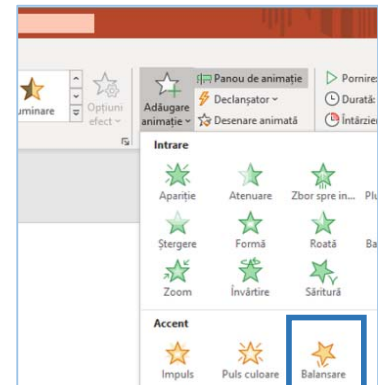 Panou de animație
Pornire
uminare
Opțiuni
efect
Adăugare
animație
Declanșator
Durată:
Desenare animată
Întârzier
Intrare
Apariție
Atenuare
Zbor spre in...
Plu
Ștergere
Formă
Roată
Ba
Zoom
Învârtire
Săritură
Accent
Impuls
Puls culoare
Balansare